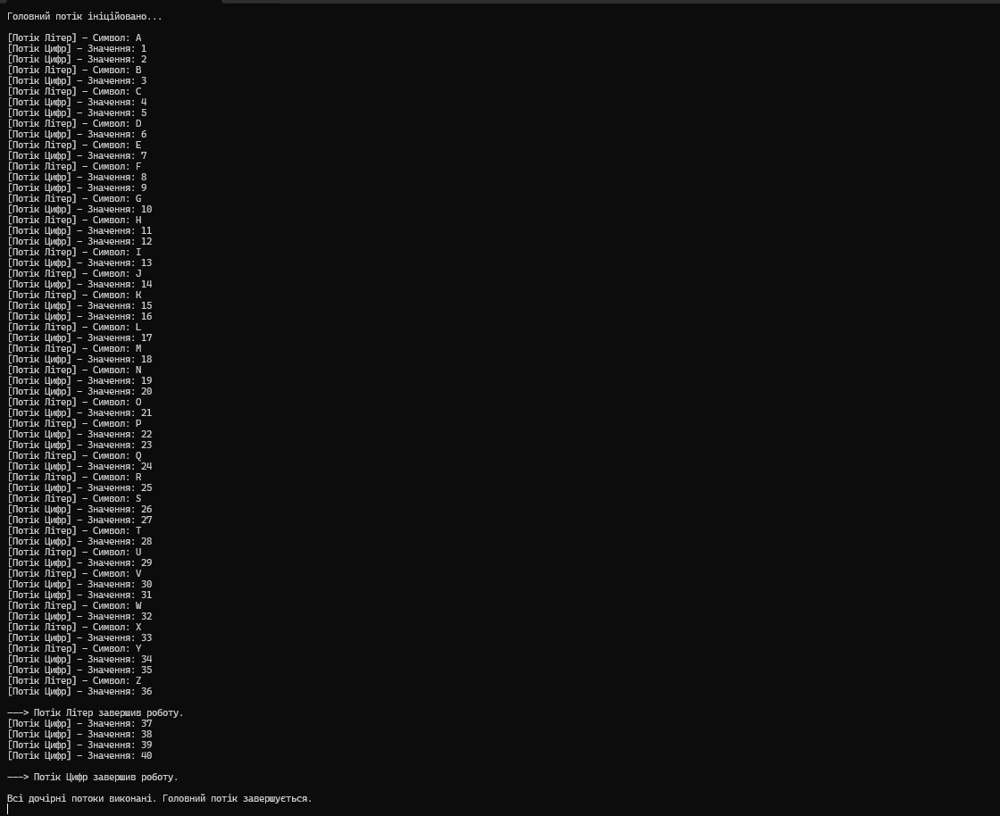 Головний потік ініційовано...
[Потік Літер] – Символ: A
[Потік Цифр] – Значення: 1
[Потік Цифр] – Значення: 2
[Потік Літер] – Символ: B
[Потік Цифр] – Значення: 3
[Потік Літер] – Символ: C
[Потік Цифр] – Значення: 4
[Потік Цифр] – Значення: 5
[Потік Літер] – Символ: D
[Потік Цифр] – Значення: 6
[Потік Літер] – Символ: E
[Потік Цифр] – Значення: 7
[Потік Літер] – Символ: F
[Потік Цифр] – Значення: 8
[Потік Цифр] – Значення: 9
[Потік Літер] – Символ: G
[Потік Цифр] – Значення: 10
[Потік Літер] – Символ: H
[Потік Цифр] – Значення: 11
[Потік Цифр] – Значення: 12
[Потік Літер] – Символ: I
[Потік Цифр] – Значення: 13
[Потік Літер] – Символ: J
[Потік Цифр] – Значення: 14
[Потік Літер] – Символ: K
[Потік Цифр] – Значення: 15
[Потік Цифр] – Значення: 16
[Потік Літер] – Символ: L
[Потік Цифр] – Значення: 17
[Потік Літер] – Символ: M
[Потік Цифр] – Значення: 18
[Потік Літер] – Символ: N
[Потік Цифр] – Значення: 19
[Потік Цифр] – Значення: 20
[Потік Літер] – Символ: O
[Потік Цифр] – Значення: 21
[Потік Літер] – Символ: P
[Потік Цифр] – Значення: 22
[Потік Цифр] – Значення: 23
[Потік Літер] – Символ: Q
[Потік Цифр] – Значення: 24
[Потік Літер] – Символ: R
[Потік Цифр] – Значення: 25
[Потік Літер] – Символ: S
[Потік Цифр] – Значення: 26
[Потік Цифр] – Значення: 27
[Потік Літер] – Символ: T
[Потік Цифр] – Значення: 28
[Потік Літер] – Символ: U
[Потік Цифр] – Значення: 29
[Потік Літер] – Символ: V
[Потік Цифр] – Значення: 30
[Потік Цифр] – Значення: 31
[Потік Літер] – Символ: W
[Потік Цифр] – Значення: 32
[Потік Літер] – Символ: X
[Потік Цифр] – Значення: 33
[Потік Літер] – Символ: Y
[Потік Цифр] – Значення: 34
[Потік Цифр] – Значення: 35
[Потік Літер] – Символ: Z
[Потік Цифр] – Значення: 36
---> Потік Літер завершив роботу.
[Потік Цифр] – Значення: 37
[Потік Цифр] – Значення: 38
[Потік Цифр] – Значення: 39
[Потік Цифр] – Значення: 40
---> Потік Цифр завершив роботу.
Всі дочірні потоки виконані. Головний потік завершується.